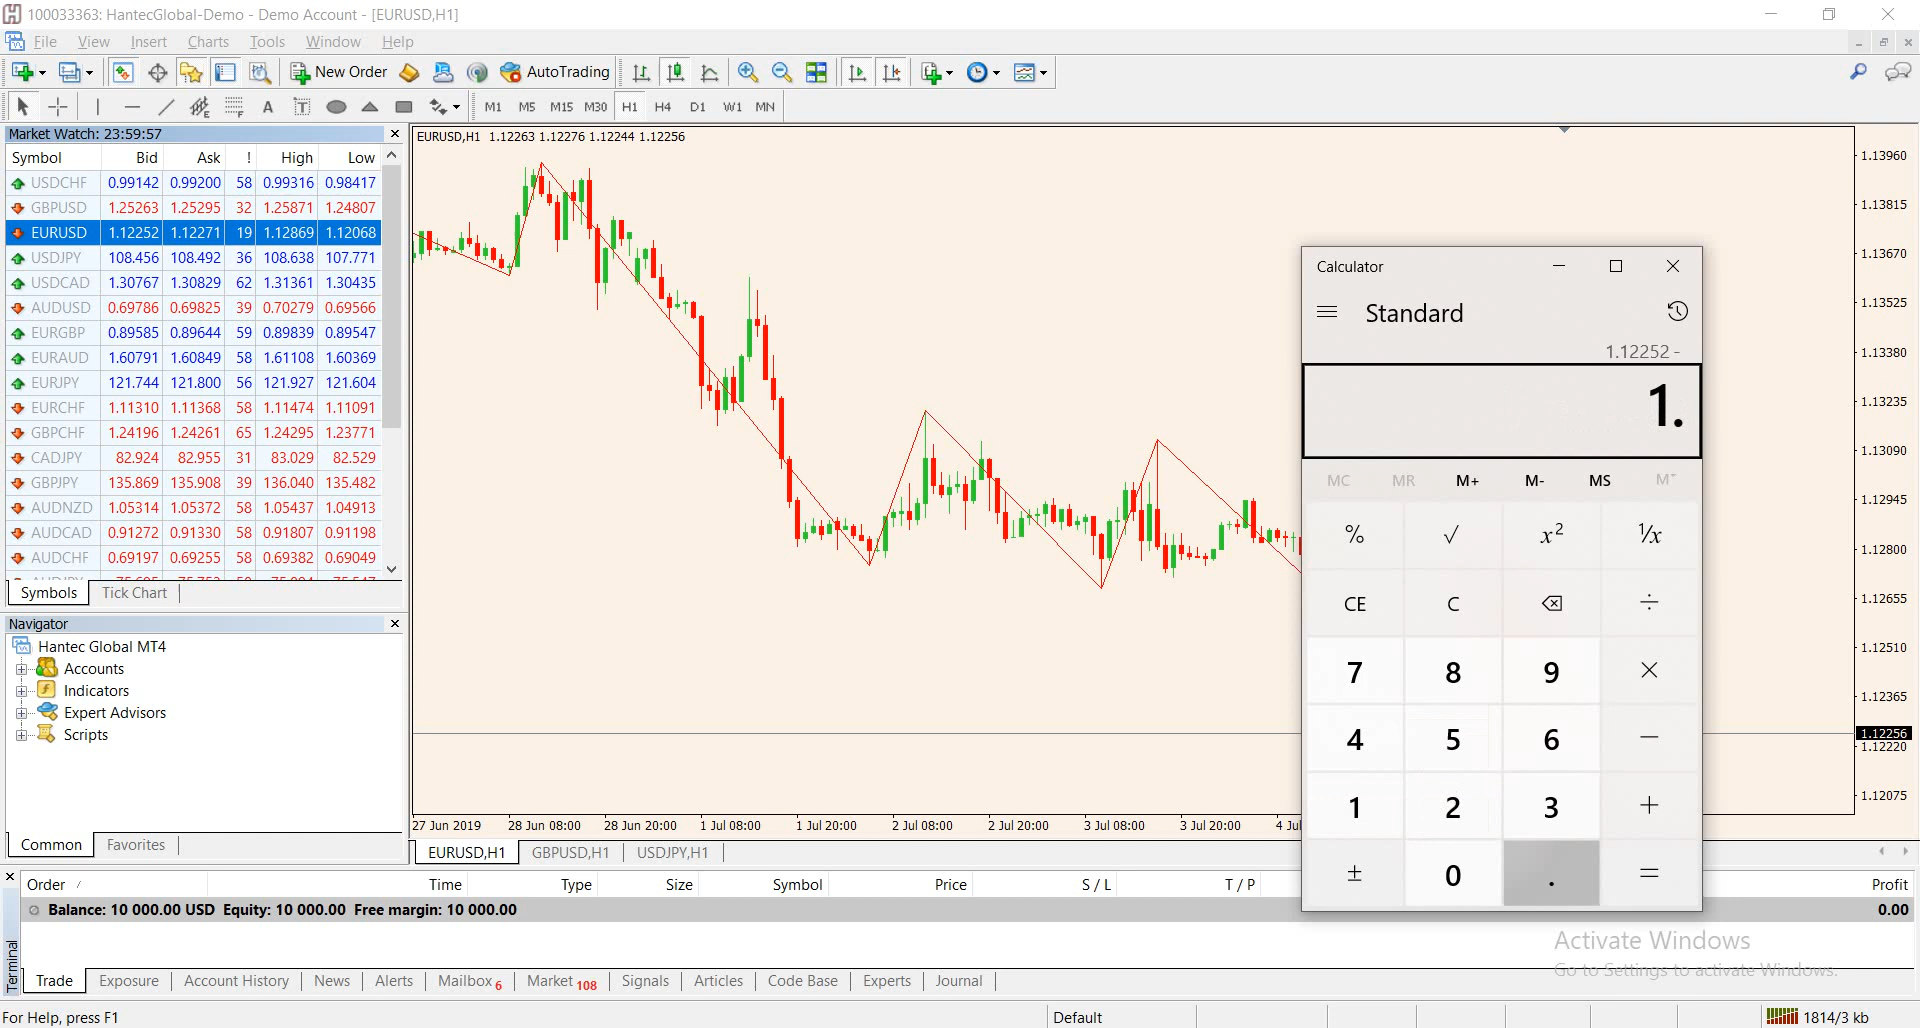 100033363: HantecGlobal-Demo - Demo Account - [EURUSD,H1]
File View Insert Charts Tools Window Help
New Order AutoTrading
A T M1 M5 M15 M30 H1 H4 D1 W1 MN
Market Watch: 23:59:57
Symbol Bid Ask ! High Low
USDCHF 0.99142 0.99200 58 0.99316 0.98417
GBPUSD 1.25263 1.25295 32 1.25871 1.24807
EURUSD 1.12252 1.12271 19 1.12869 1.12068
USDJPY 108.456 108.492 36 108.638 107.771
USDCAD 1.30767 1.30829 62 1.31361 1.30435
AUDUSD 0.69786 0.69825 39 0.70279 0.69566
EURGBP 0.89585 0.89644 59 0.89839 0.89547
EURAUD 1.60791 1.60849 58 1.61108 1.60369
EURJPY 121.744 121.800 56 121.927 121.604
EURCHF 1.11310 1.11368 58 1.11474 1.11091
GBPCHF 1.24196 1.24261 65 1.24295 1.23771
CADJPY 82.924 82.955 31 83.029 82.529
GBPJPY 135.869 135.908 39 136.040 135.482
AUDNZD 1.05314 1.05372 58 1.05437 1.04913
AUDCAD 0.91272 0.91330 58 0.91807 0.91198
AUDCHF 0.69197 0.69255 58 0.69382 0.69049
Symbols Tick Chart
Navigator
Hantec Global MT4
Accounts
Indicators
Expert Advisors
Scripts
Common Favorites
EURUSD,H1 1.12263 1.12276 1.12244 1.12256
1.13960
1.13815
1.13670
1.13525
1.13380
1.13235
1.13090
1.12945
1.12800
1.12655
1.12510
1.12365
1.12256
1.12220
1.12075
27 Jun 2019 28 Jun 08:00 28 Jun 20:00 1 Jul 08:00 1 Jul 20:00 2 Jul 08:00 2 Jul 20:00 3 Jul 08:00 3 Jul 20:00 4 Jul
EURUSD,H1 GBPUSD,H1 USDJPY,H1
Calculator
Standard
1.12252 -
1.
MC MR M+ M- MS M
% √ x² ¹/x
CE C ÷
7 8 9 ×
4 5 6 −
1 2 3 +
± 0 . =
Order / Time Type Size Symbol Price S / L T / P Profit
Balance: 10 000.00 USD Equity: 10 000.00 Free margin: 10 000.00 0.00
Activate Windows
Go to Settings to activate Windows.
Terminal
Trade Exposure Account History News Alerts Mailbox 6 Market 108 Signals Articles Code Base Experts Journal
For Help, press F1 Default 1814/3 kb